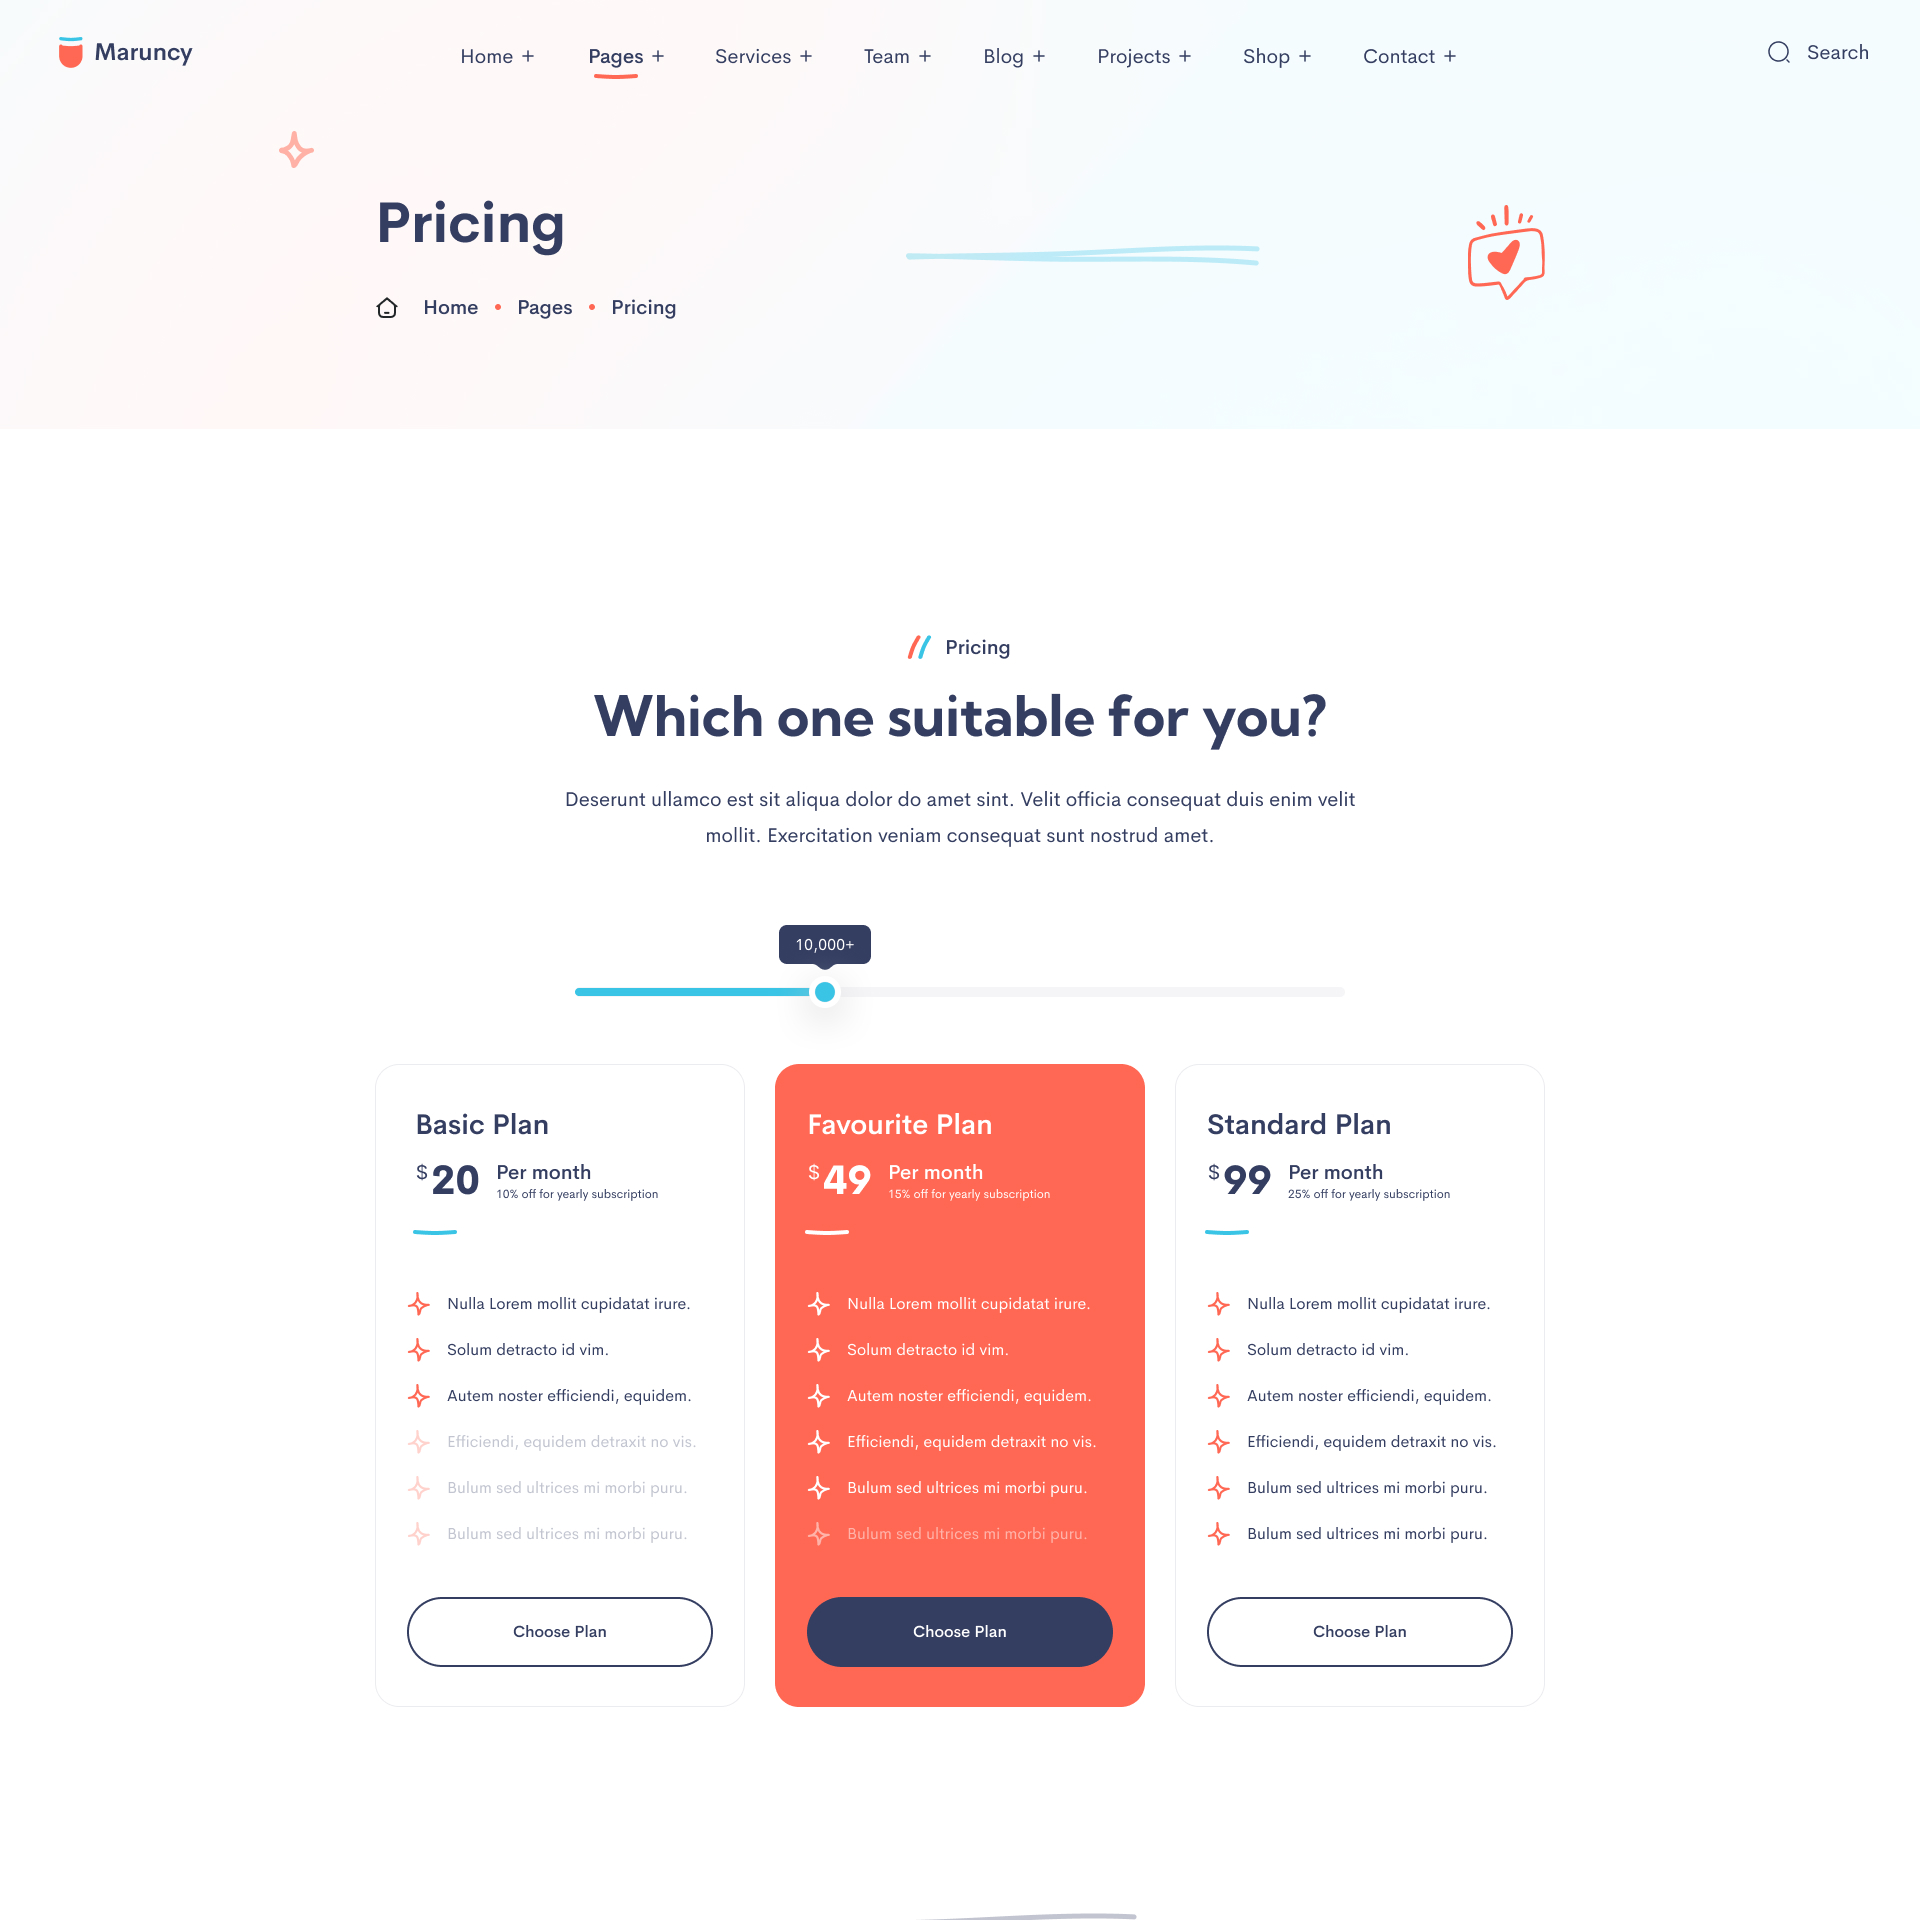 Maruncy
Home + Pages + Services + Team + Blog + Projects + Shop + Contact +
Search
Pricing
Home • Pages • Pricing
Pricing
Which one suitable for you?
Deserunt ullamco est sit aliqua dolor do amet sint. Velit officia consequat duis enim velit
mollit. Exercitation veniam consequat sunt nostrud amet.
10,000+
Basic Plan
$20 Per month
10% off for yearly subscription
Nulla Lorem mollit cupidatat irure.
Solum detracto id vim.
Autem noster efficiendi, equidem.
Efficiendi, equidem detraxit no vis.
Bulum sed ultrices mi morbi puru.
Bulum sed ultrices mi morbi puru.
Choose Plan
Favourite Plan
$49 Per month
15% off for yearly subscription
Nulla Lorem mollit cupidatat irure.
Solum detracto id vim.
Autem noster efficiendi, equidem.
Efficiendi, equidem detraxit no vis.
Bulum sed ultrices mi morbi puru.
Bulum sed ultrices mi morbi puru.
Choose Plan
Standard Plan
$99 Per month
25% off for yearly subscription
Nulla Lorem mollit cupidatat irure.
Solum detracto id vim.
Autem noster efficiendi, equidem.
Efficiendi, equidem detraxit no vis.
Bulum sed ultrices mi morbi puru.
Bulum sed ultrices mi morbi puru.
Choose Plan